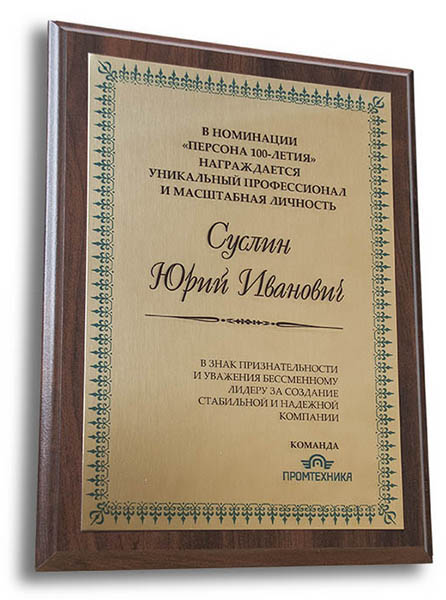 В НОМИНАЦИИ
«ПЕРСОНА 100-ЛЕТИЯ»
НАГРАЖДАЕТСЯ
УНИКАЛЬНЫЙ ПРОФЕССИОНАЛ
И МАСШТАБНАЯ ЛИЧНОСТЬ
Суслин
Юрий Иванович
В ЗНАК ПРИЗНАТЕЛЬНОСТИ
И УВАЖЕНИЯ БЕССМЕННОМУ
ЛИДЕРУ ЗА СОЗДАНИЕ
СТАБИЛЬНОЙ И НАДЕЖНОЙ
КОМПАНИИ
КОМАНДА
ПРОМТЕХНИКА